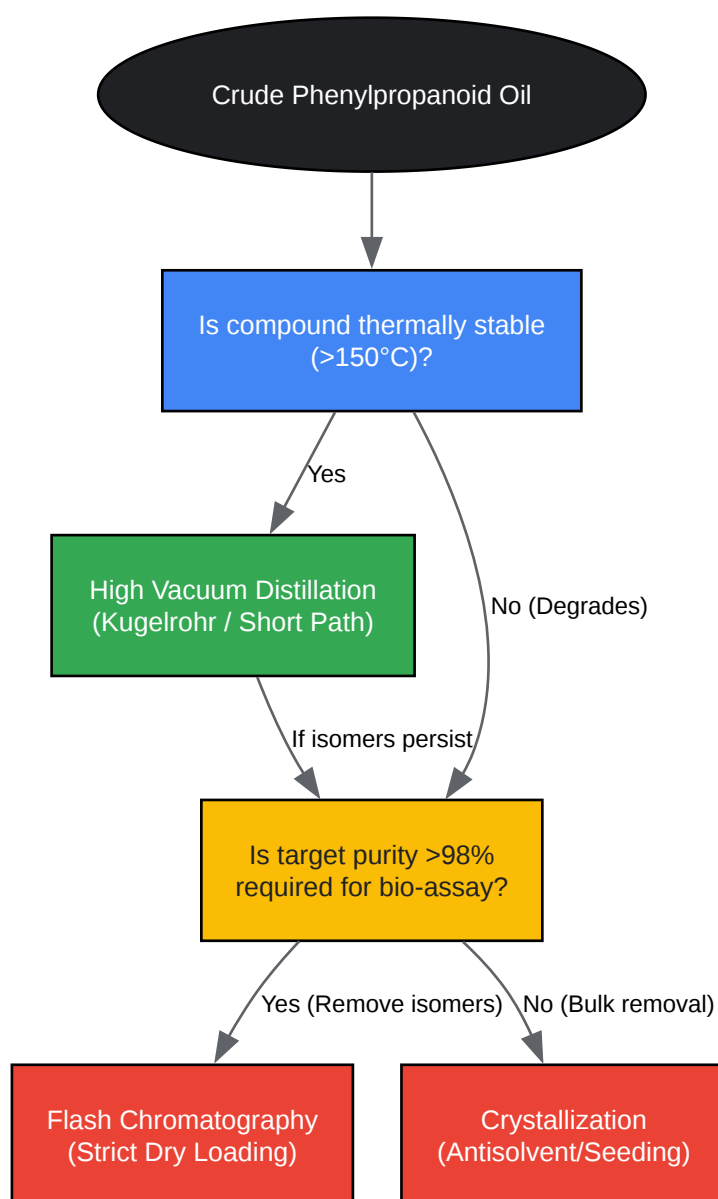 Crude Phenylpropanoid Oil
Is compound thermally stable
(>150°C)?
Yes
High Vacuum Distillation
(Kugelrohr / Short Path)
No (Degrades)
If isomers persist
Is target purity >98%
required for bio-assay?
Yes (Remove isomers)
No (Bulk removal)
Flash Chromatography
(Strict Dry Loading)
Crystallization
(Antisolvent/Seeding)